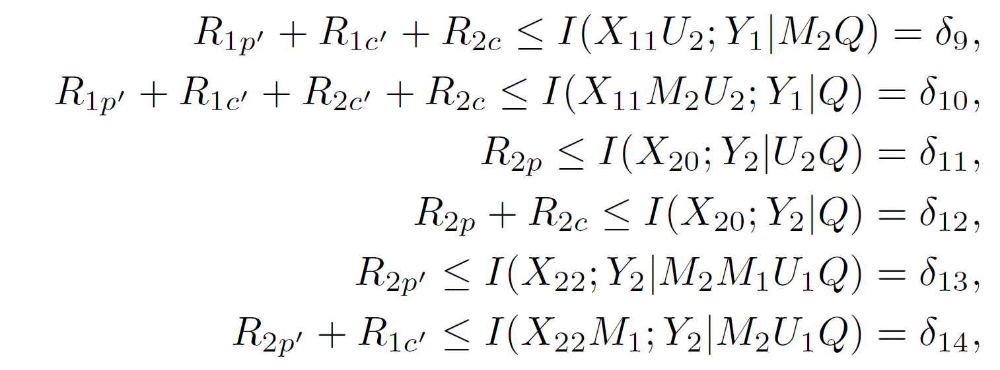 R_{1p'} + R_{1c'} + R_{2c} ≤ I(X_{11}U_2; Y_1|M_2Q) = δ_9,
R_{1p'} + R_{1c'} + R_{2c'} + R_{2c} ≤ I(X_{11}M_2U_2; Y_1|Q) = δ_{10},
R_{2p} ≤ I(X_{20}; Y_2|U_2Q) = δ_{11},
R_{2p} + R_{2c} ≤ I(X_{20}; Y_2|Q) = δ_{12},
R_{2p'} ≤ I(X_{22}; Y_2|M_2M_1U_1Q) = δ_{13},
R_{2p'} + R_{1c'} ≤ I(X_{22}M_1; Y_2|M_2U_1Q) = δ_{14},